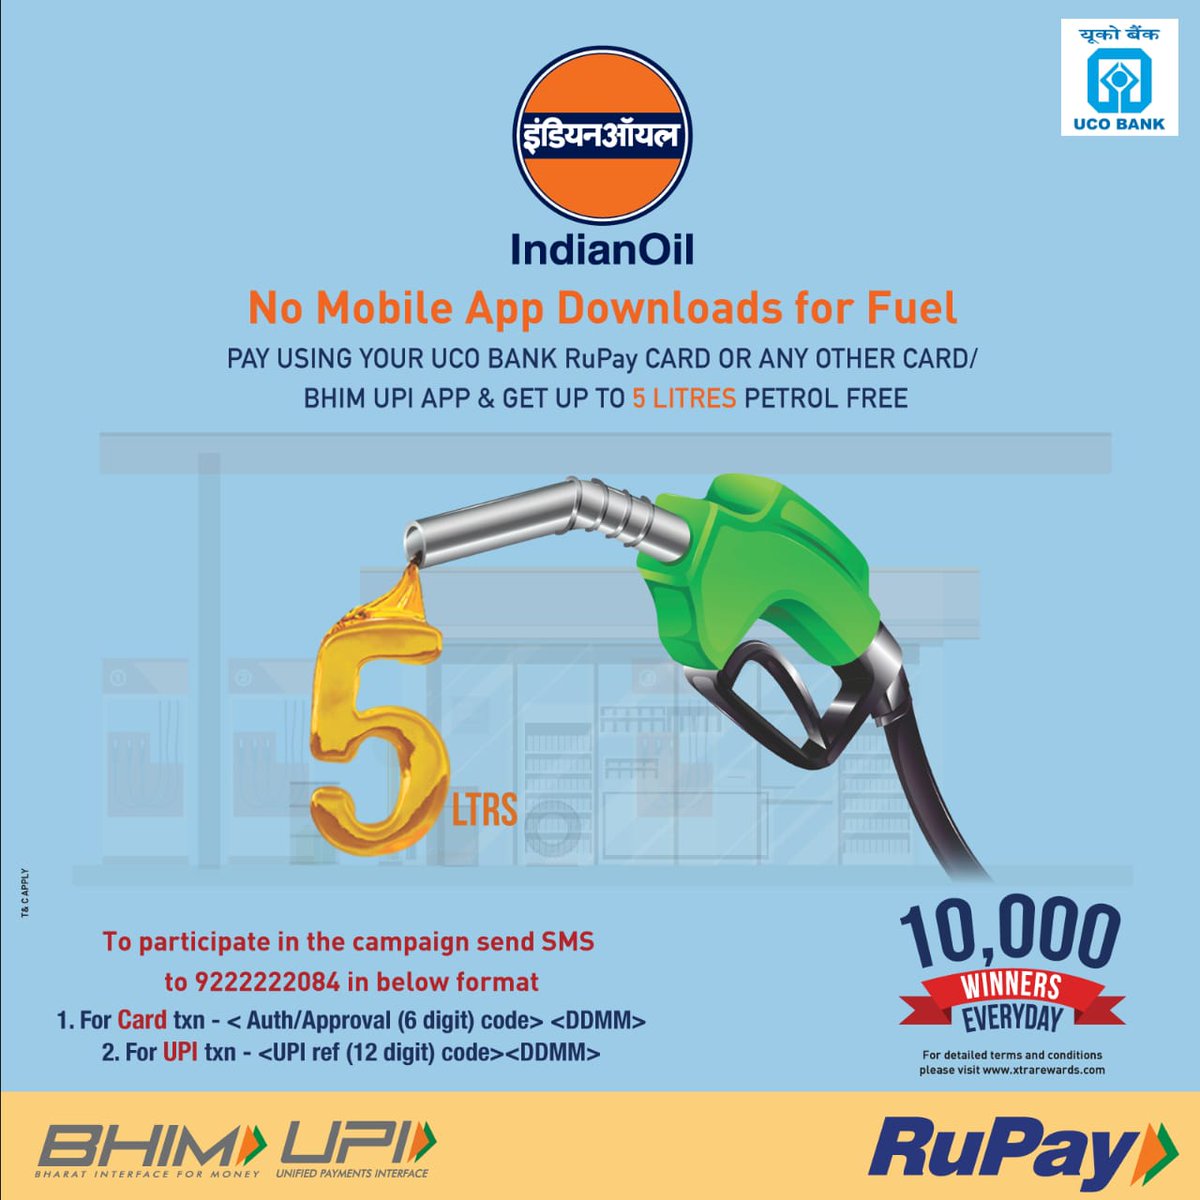 यूको बैंक
UCO BANK
इंडियनऑयल
IndianOil
No Mobile App Downloads for Fuel
PAY USING YOUR UCO BANK RuPay CARD OR ANY OTHER CARD/
BHIM UPI APP & GET UP TO 5 LITRES PETROL FREE
1
2
5
LTRS
T& C APPLY
To participate in the campaign send SMS
to 9222222084 in below format
1. For Card txn - < Auth/Approval (6 digit) code> <DDMM>
2. For UPI txn - <UPI ref (12 digit) code><DDMM>
10,000
WINNERS
EVERYDAY
For detailed terms and conditions
please visit www.xtrarewards.com
BHIM
BHARAT INTERFACE FOR MONEY
UPI
UNIFIED PAYMENTS INTERFACE
RuPay